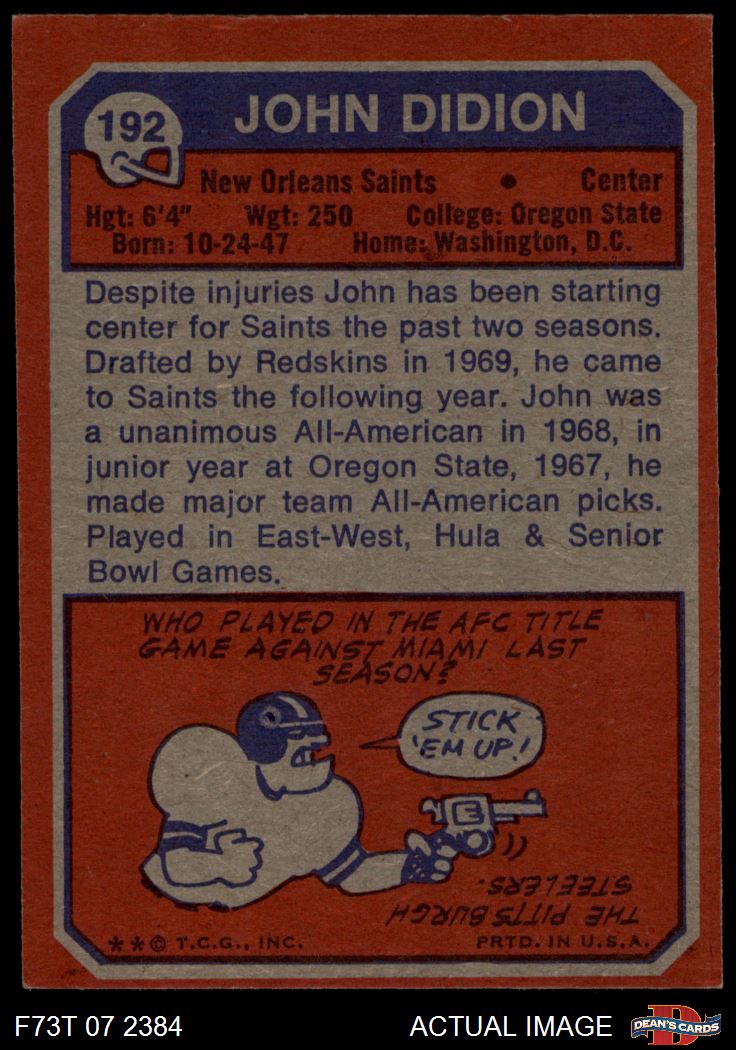 192
JOHN DIDION
New Orleans Saints • Center
Hgt: 6'4" Wgt: 250 College: Oregon State
Born: 10-24-47 Home: Washington, D.C.
Despite injuries John has been starting
center for Saints the past two seasons.
Drafted by Redskins in 1969, he came
to Saints the following year. John was
a unanimous All-American in 1968, in
junior year at Oregon State, 1967, he
made major team All-American picks.
Played in East-West, Hula & Senior
Bowl Games.
WHO PLAYED IN THE AFC TITLE
GAME AGAINST MIAMI LAST
SEASON?
STICK
'EM UP!
THE PITTSBURGH
STEELERS.
**© T.C.G., INC. PRTD. IN U.S.A.
F73T 07 2384 ACTUAL IMAGE
D
DEAN'S CARDS